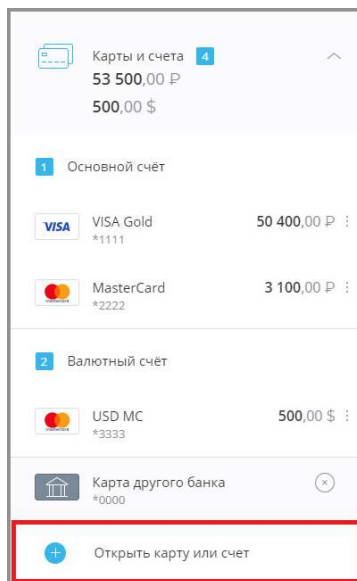 Карты и счета 4
53 500,00 ₽
500,00 $
1 Основной счёт
VISA VISA Gold 50 400,00 ₽
*1111
MasterCard 3 100,00 ₽
*2222
2 Валютный счёт
USD MC 500,00 $
*3333
Карта другого банка
*0000
Открыть карту или счет